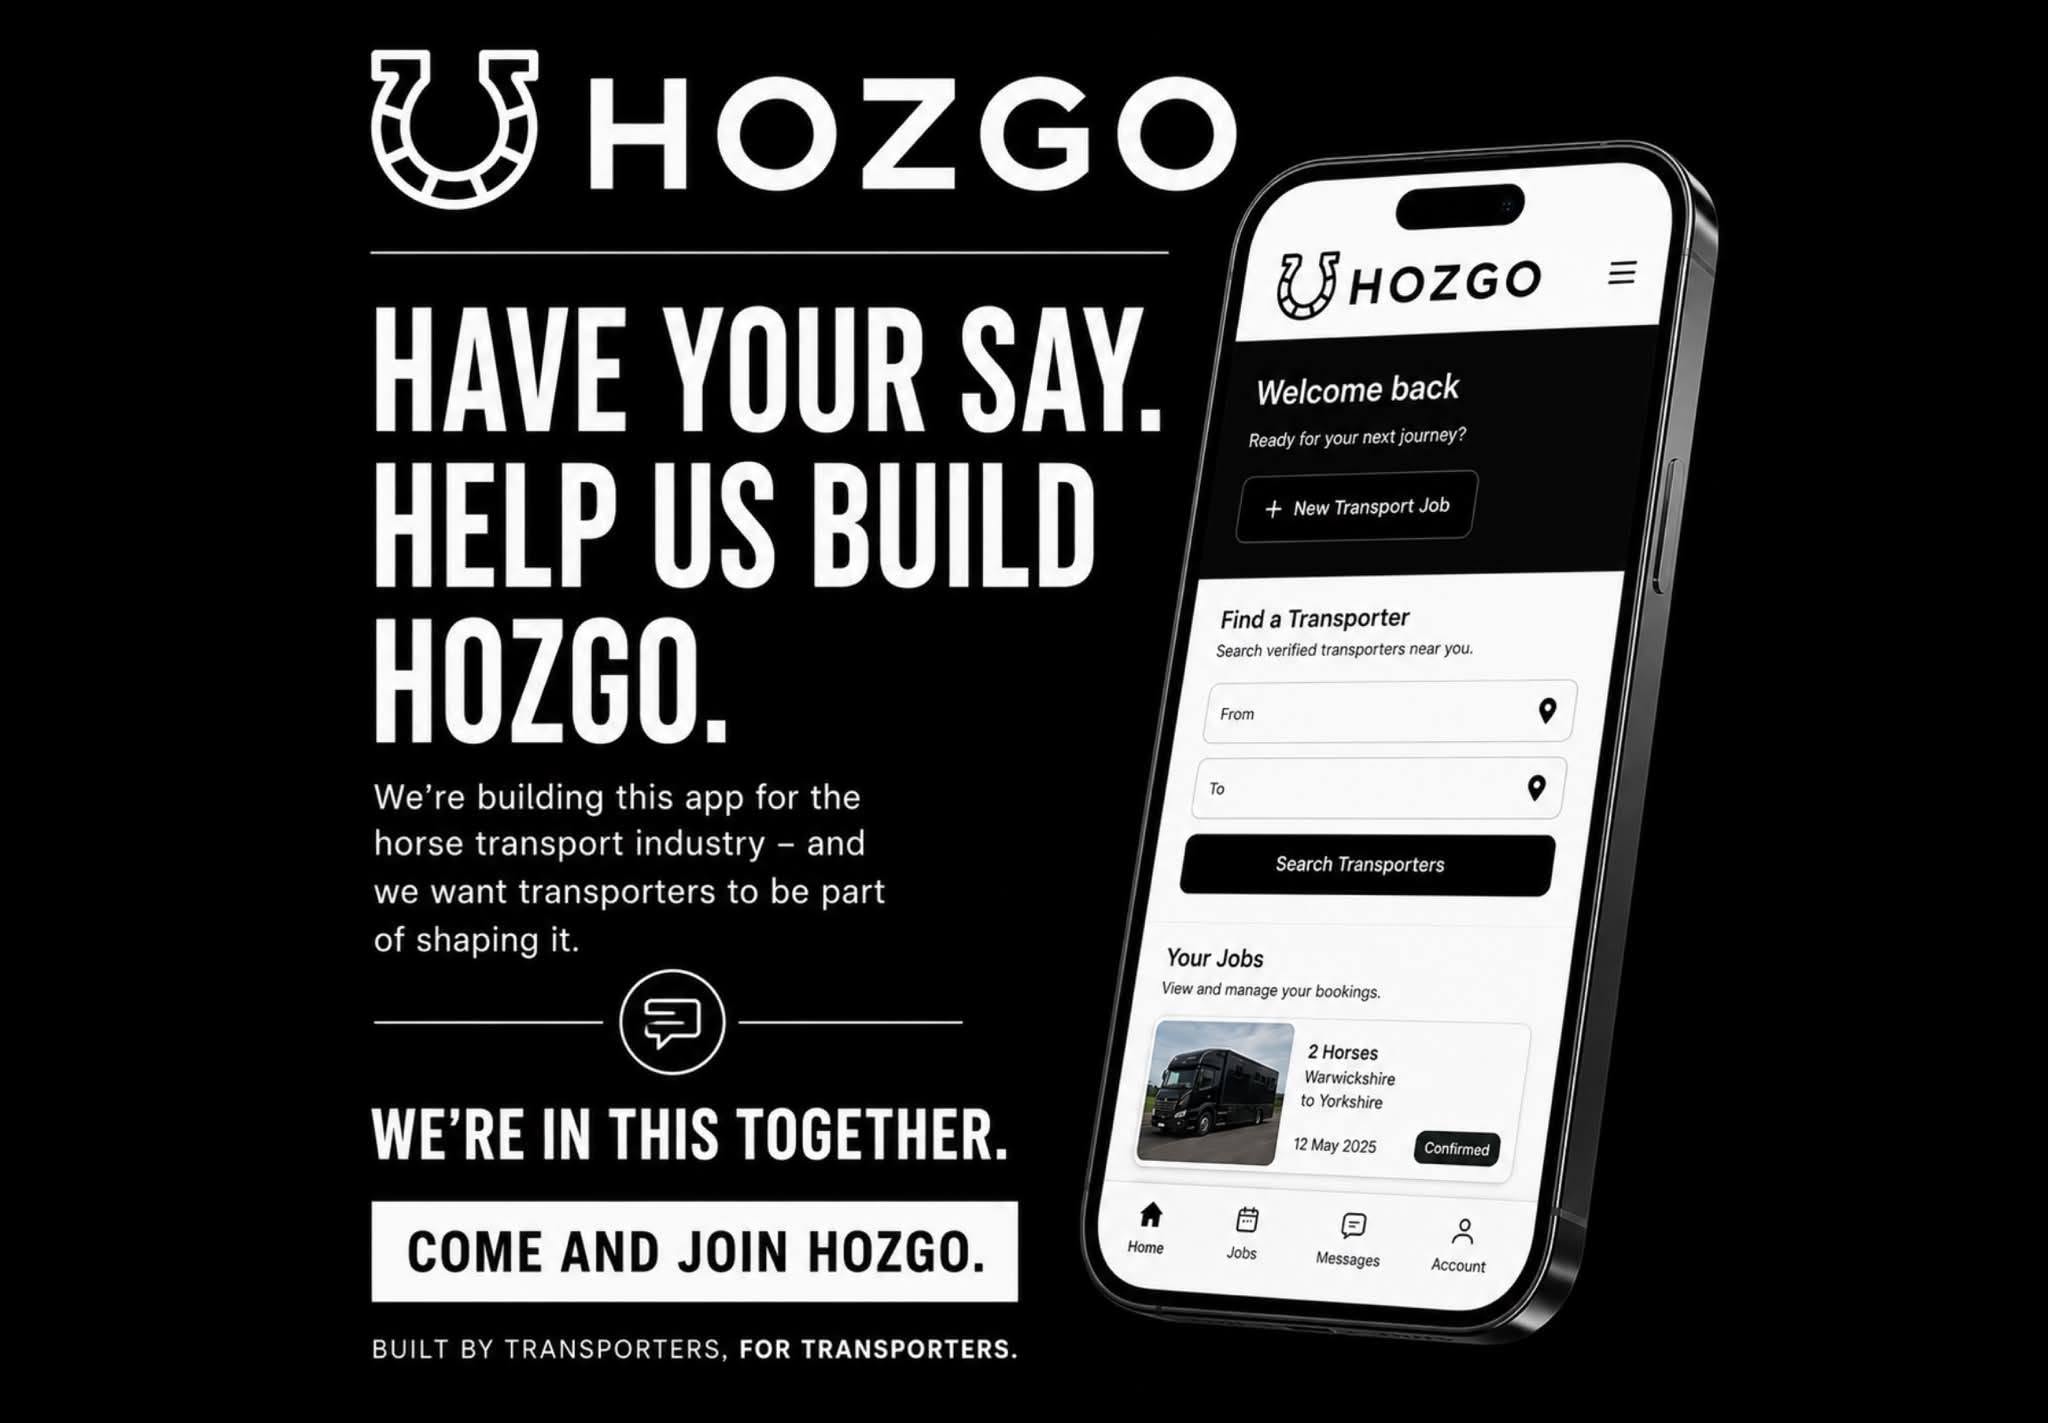 HOZGO
HAVE YOUR SAY.
HELP US BUILD
HOZGO.
We're building this app for the
horse transport industry – and
we want transporters to be part
of shaping it.
WE'RE IN THIS TOGETHER.
COME AND JOIN HOZGO.
BUILT BY TRANSPORTERS, FOR TRANSPORTERS.
HOZGO
Welcome back
Ready for your next journey?
+ New Transport Job
Find a Transporter
Search verified transporters near you.
From
To
Search Transporters
Your Jobs
View and manage your bookings.
2 Horses
Warwickshire
to Yorkshire
12 May 2025
Confirmed
Home
Jobs
Messages
Account